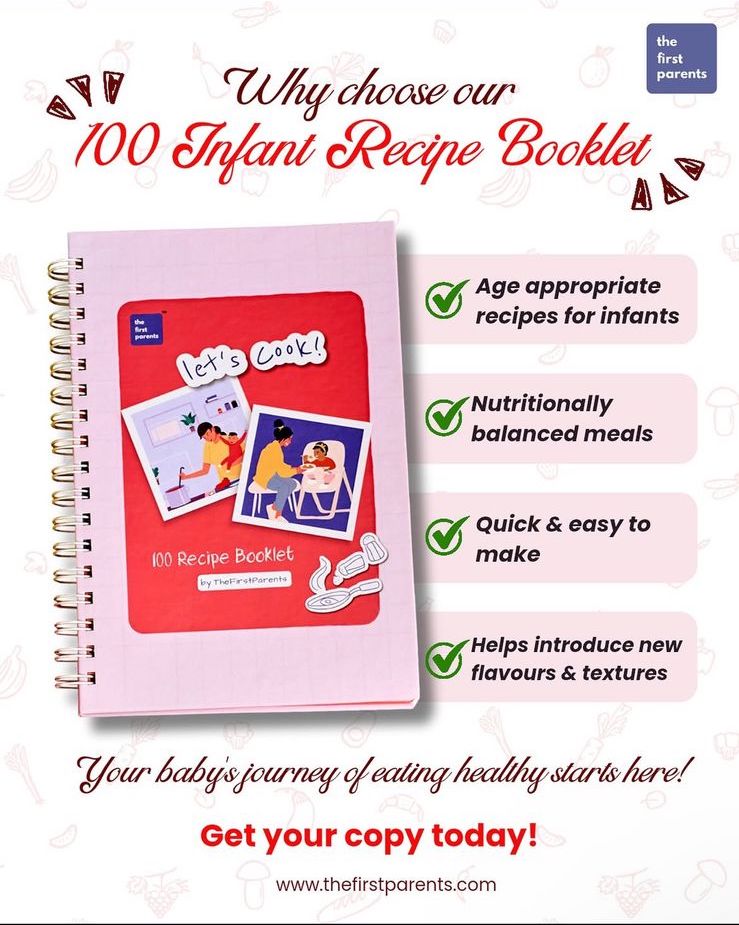 the
first
parents
Why choose our
100 Infant Recipe Booklet
the
first
parents
let's cook!
100 Recipe Booklet
by TheFirstParents
Age appropriate
recipes for infants
Nutritionally
balanced meals
Quick & easy to
make
Helps introduce new
flavours & textures
Your baby's journey of eating healthy starts here!
Get your copy today!
www.thefirstparents.com